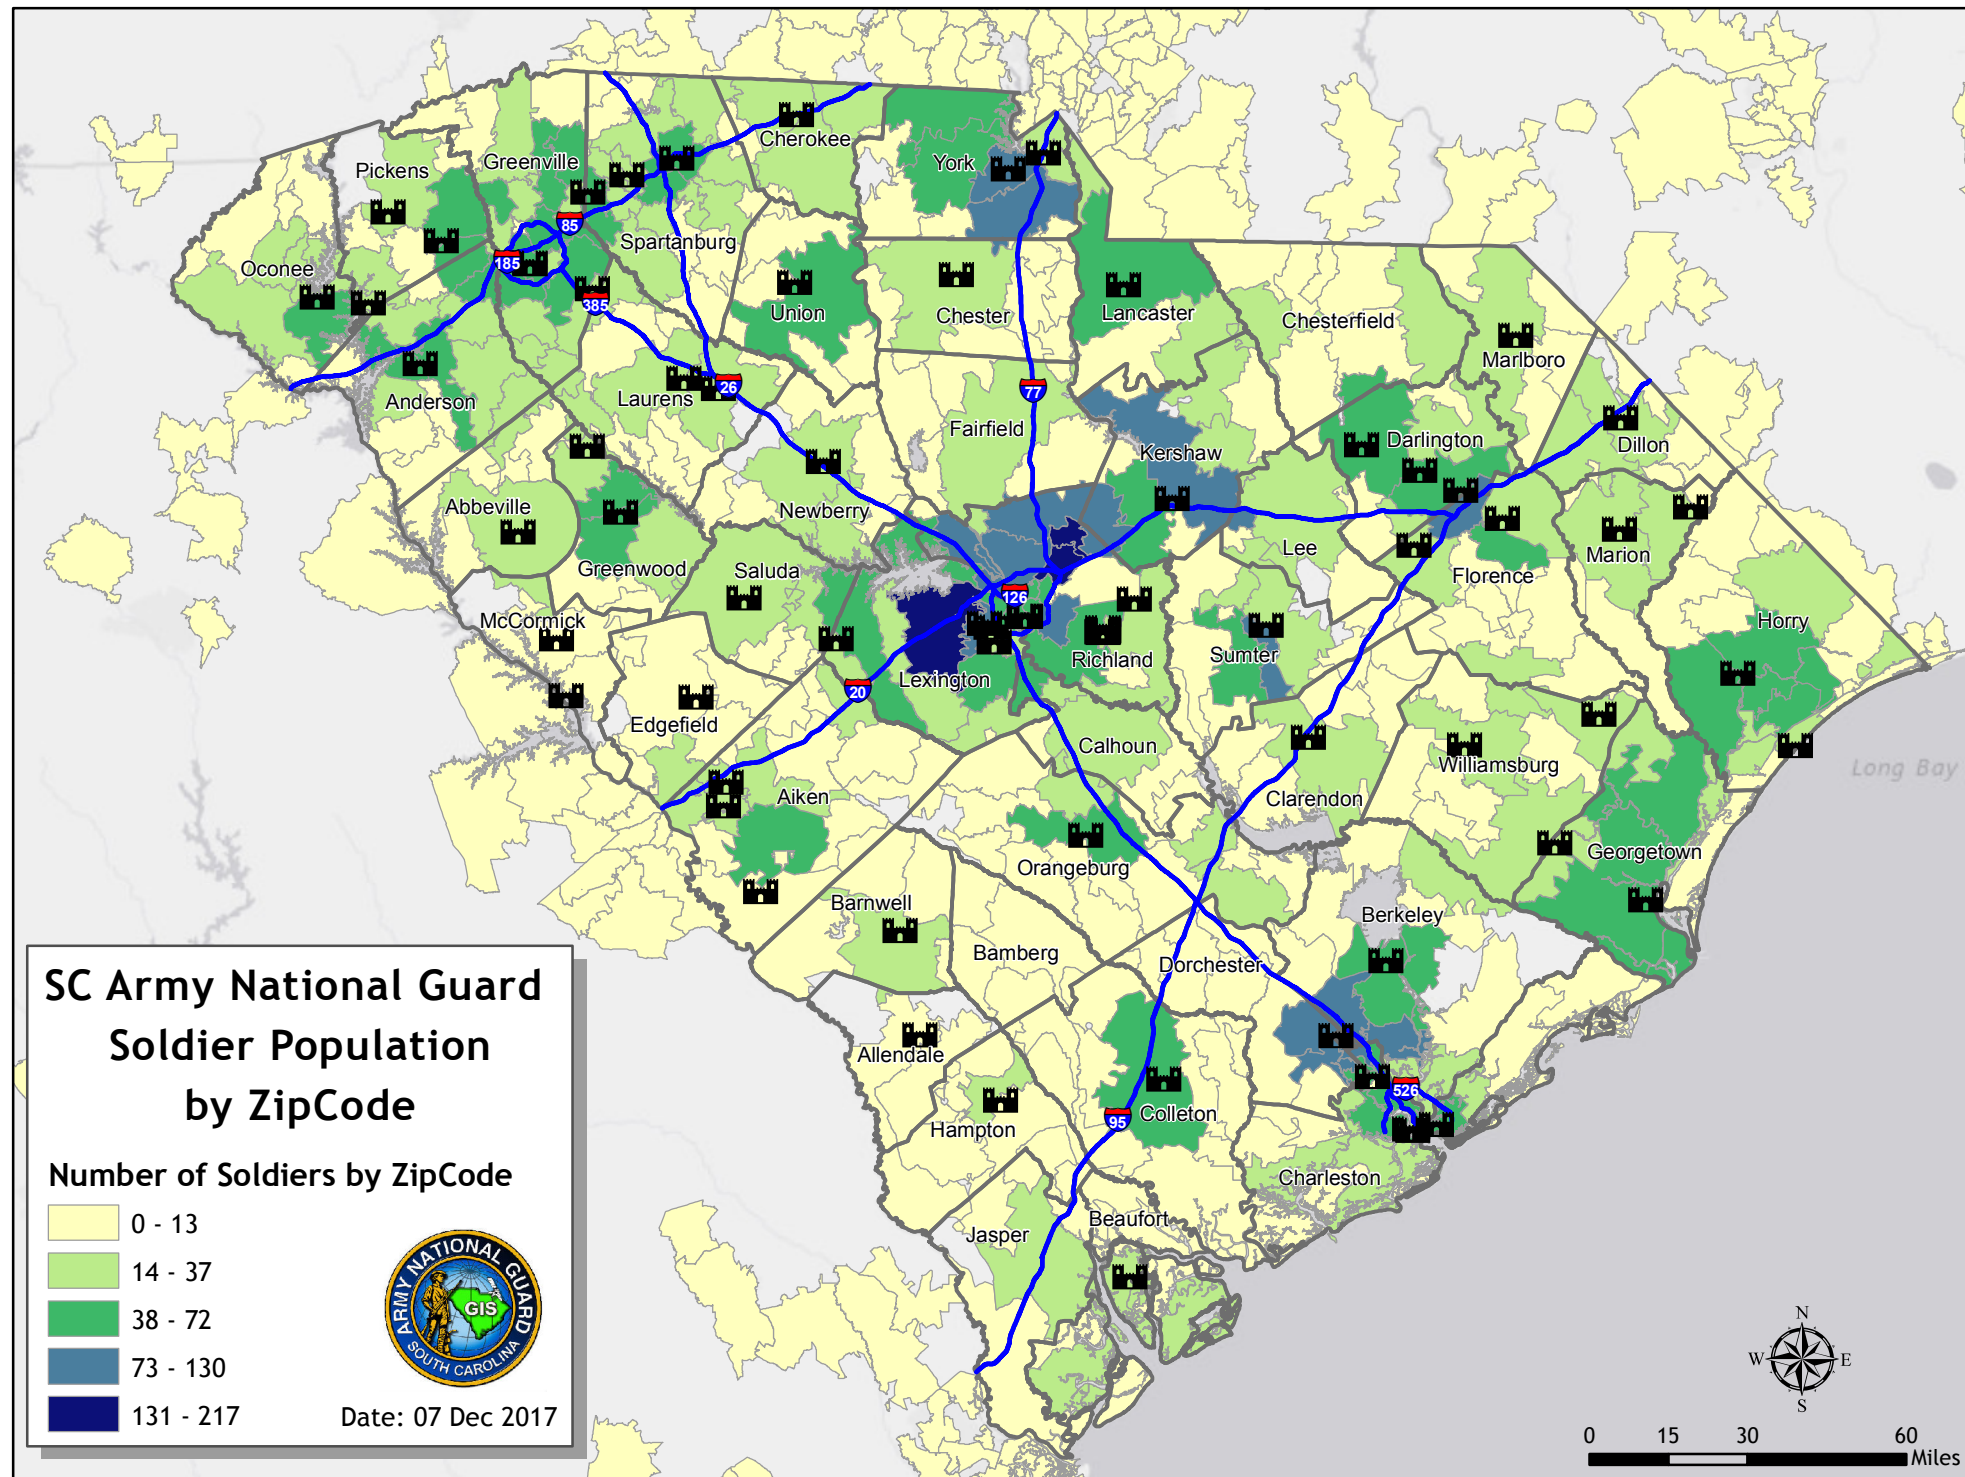 SC Army National Guard
Soldier Population
by ZipCode
Number of Soldiers by ZipCode
0 - 13
14 - 37
38 - 72
73 - 130
131 - 217
ARMY NATIONAL GUARD
GIS
SOUTH CAROLINA
Date: 07 Dec 2017
Cherokee
Pickens
Greenville
York
Spartanburg
Oconee
85
185
385
Union
Chester
Lancaster
Chesterfield
Marlboro
Anderson
Laurens
26
77
Fairfield
Kershaw
Darlington
Dillon
Abbeville
Newberry
Greenwood
Saluda
Lee
Florence
Marion
McCormick
126
Richland
Sumter
Horry
Lexington
20
Edgefield
Calhoun
Williamsburg
Long Bay
Aiken
Clarendon
Orangeburg
Georgetown
Barnwell
Berkeley
Bamberg
Dorchester
Allendale
Hampton
95
Colleton
526
Charleston
Jasper
Beaufort
N
W
E
S
0 15 30 60
Miles